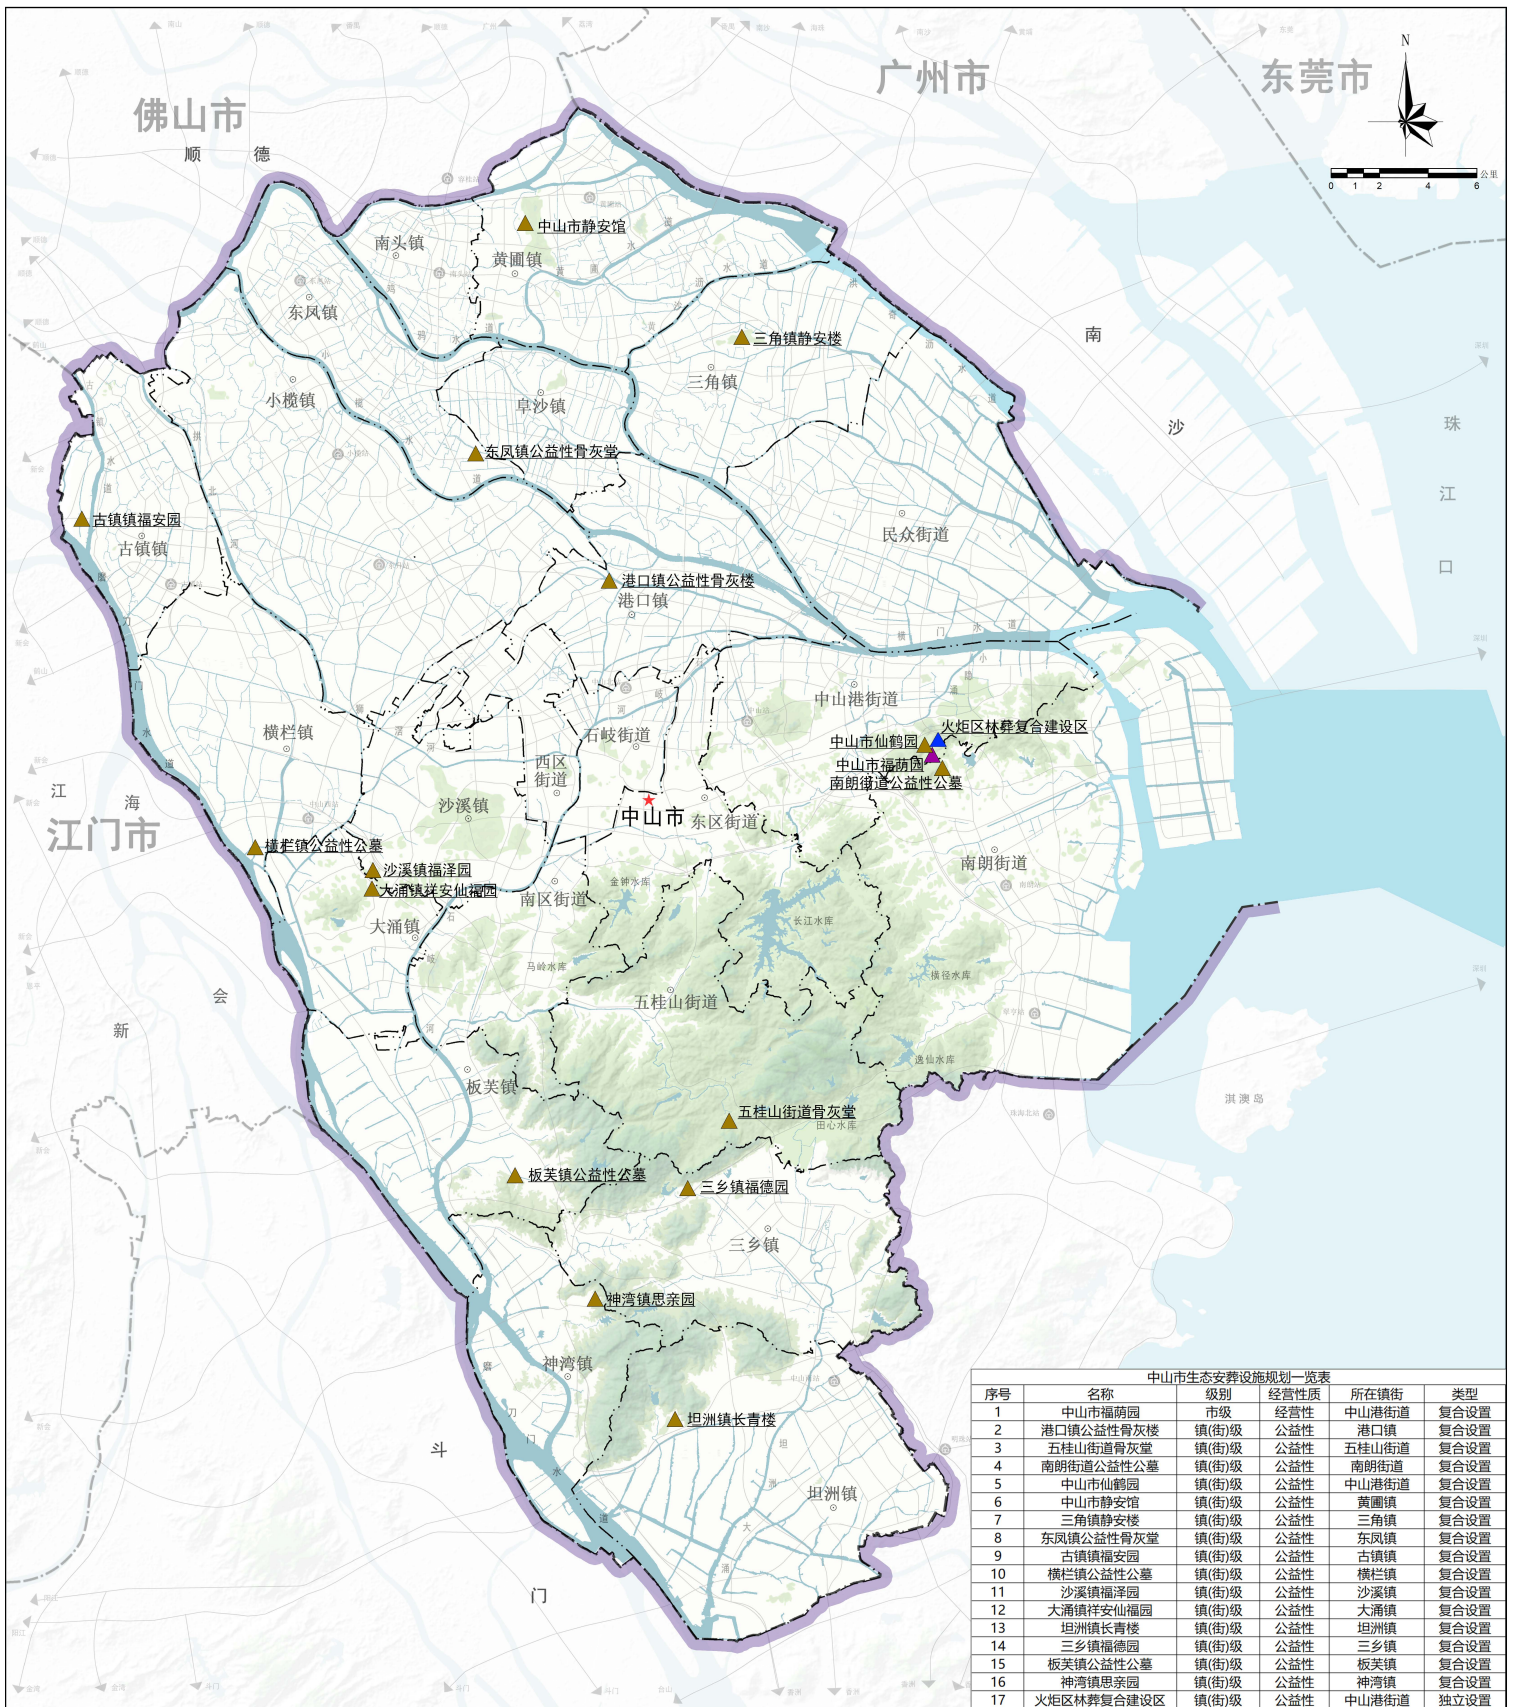 佛山市
广州市
东莞市
N
公里
0 1 2 4 6
顺 德
中山市静安馆
南头镇
黄圃镇
东凤镇
三角镇静安楼
三角镇
南
小榄镇
阜沙镇
沙
珠
江
口
东凤镇公益性骨灰堂
古镇镇福安园
古镇镇
民众街道
港口镇公益性骨灰楼
港口镇
横 门 水 道
中山港街道
横栏镇
石岐街道
西区
街道
火炬区林葬复合建设区
中山市仙鹤园
中山市福荫园
南朗街道公益性公墓
江 海
江门市
沙溪镇
中山市
东区街道
横栏镇公益性公墓
沙溪镇福泽园
大涌镇祥安仙福园
南朗街道
南区街道
金钟水库
长江水库
大涌镇
马岭水库
横径水库
会
新
五桂山街道
逸仙水库
板芙镇
淇澳岛
珠海北站
五桂山街道骨灰堂
田心水库
板芙镇公益性公墓
三乡镇福德园
三乡镇
神湾镇思亲园
神湾镇
坦洲镇长青楼
斗
坦洲镇
门
中山市生态安葬设施规划一览表
序号 名称 级别 经营性质 所在镇街 类型
1 中山市福荫园 市级 经营性 中山港街道 复合设置
2 港口镇公益性骨灰楼 镇(街)级 公益性 港口镇 复合设置
3 五桂山街道骨灰堂 镇(街)级 公益性 五桂山街道 复合设置
4 南朗街道公益性公墓 镇(街)级 公益性 南朗街道 复合设置
5 中山市仙鹤园 镇(街)级 公益性 中山港街道 复合设置
6 中山市静安馆 镇(街)级 公益性 黄圃镇 复合设置
7 三角镇静安楼 镇(街)级 公益性 三角镇 复合设置
8 东凤镇公益性骨灰堂 镇(街)级 公益性 东凤镇 复合设置
9 古镇镇福安园 镇(街)级 公益性 古镇镇 复合设置
10 横栏镇公益性公墓 镇(街)级 公益性 横栏镇 复合设置
11 沙溪镇福泽园 镇(街)级 公益性 沙溪镇 复合设置
12 大涌镇祥安仙福园 镇(街)级 公益性 大涌镇 复合设置
13 坦洲镇长青楼 镇(街)级 公益性 坦洲镇 复合设置
14 三乡镇福德园 镇(街)级 公益性 三乡镇 复合设置
15 板芙镇公益性公墓 镇(街)级 公益性 板芙镇 复合设置
16 神湾镇思亲园 镇(街)级 公益性 神湾镇 复合设置
17 火炬区林葬复合建设区 镇(街)级 公益性 中山港街道 独立设置